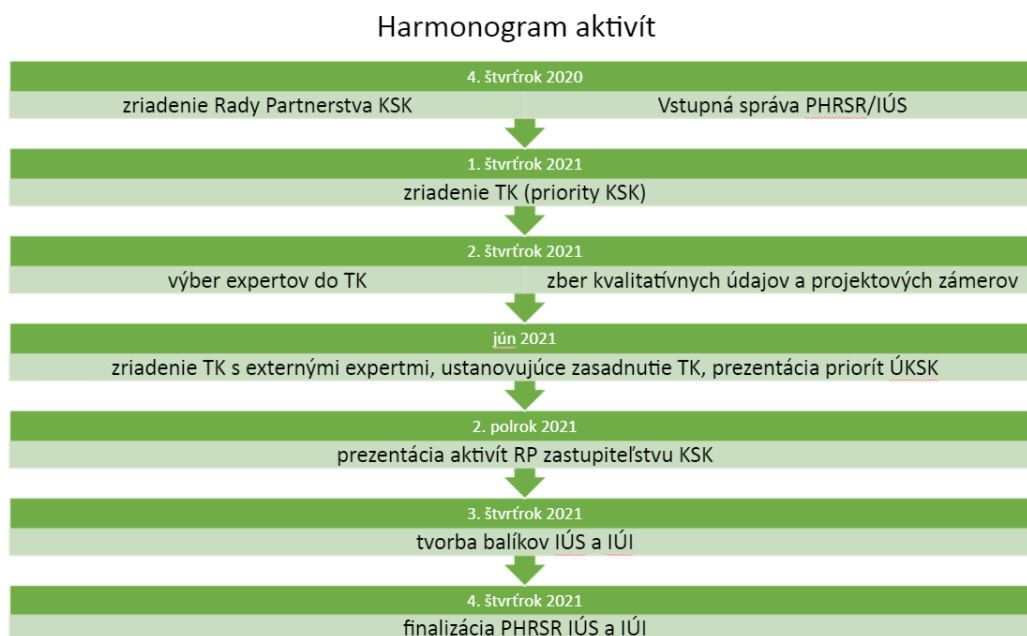 Harmonogram aktivít
4. štvrťrok 2020
zriadenie Rady Partnerstva KSK
Vstupná správa PHRSR/IÚS
1. štvrťrok 2021
zriadenie TK (priority KSK)
2. štvrťrok 2021
výber expertov do TK
zber kvalitatívnych údajov a projektových zámerov
jún 2021
zriadenie TK s externými expertmi, ustanovujúce zasadnutie TK, prezentácia priorít ÚKSK
2. polrok 2021
prezentácia aktivít RP zastupiteľstvu KSK
3. štvrťrok 2021
tvorba balíkov IÚS a IÚI
4. štvrťrok 2021
finalizácia PHRSR IÚS a IÚI